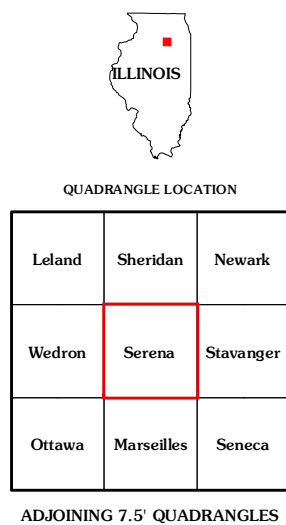 ILLINOIS
QUADRANGLE LOCATION
Leland Sheridan Newark
Wedron Serena Stavanger
Ottawa Marseilles Seneca
ADJOINING 7.5' QUADRANGLES